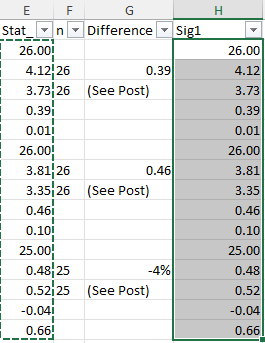 E F G H
Stat_ n Difference Sig1
26.00 26.00
4.12 26 0.39 4.12
3.73 26 (See Post) 3.73
0.39 0.39
0.01 0.01
26.00 26.00
3.81 26 0.46 3.81
3.35 26 (See Post) 3.35
0.46 0.46
0.10 0.10
25.00 25.00
0.48 25 -4% 0.48
0.52 25 (See Post) 0.52
-0.04 -0.04
0.66 0.66